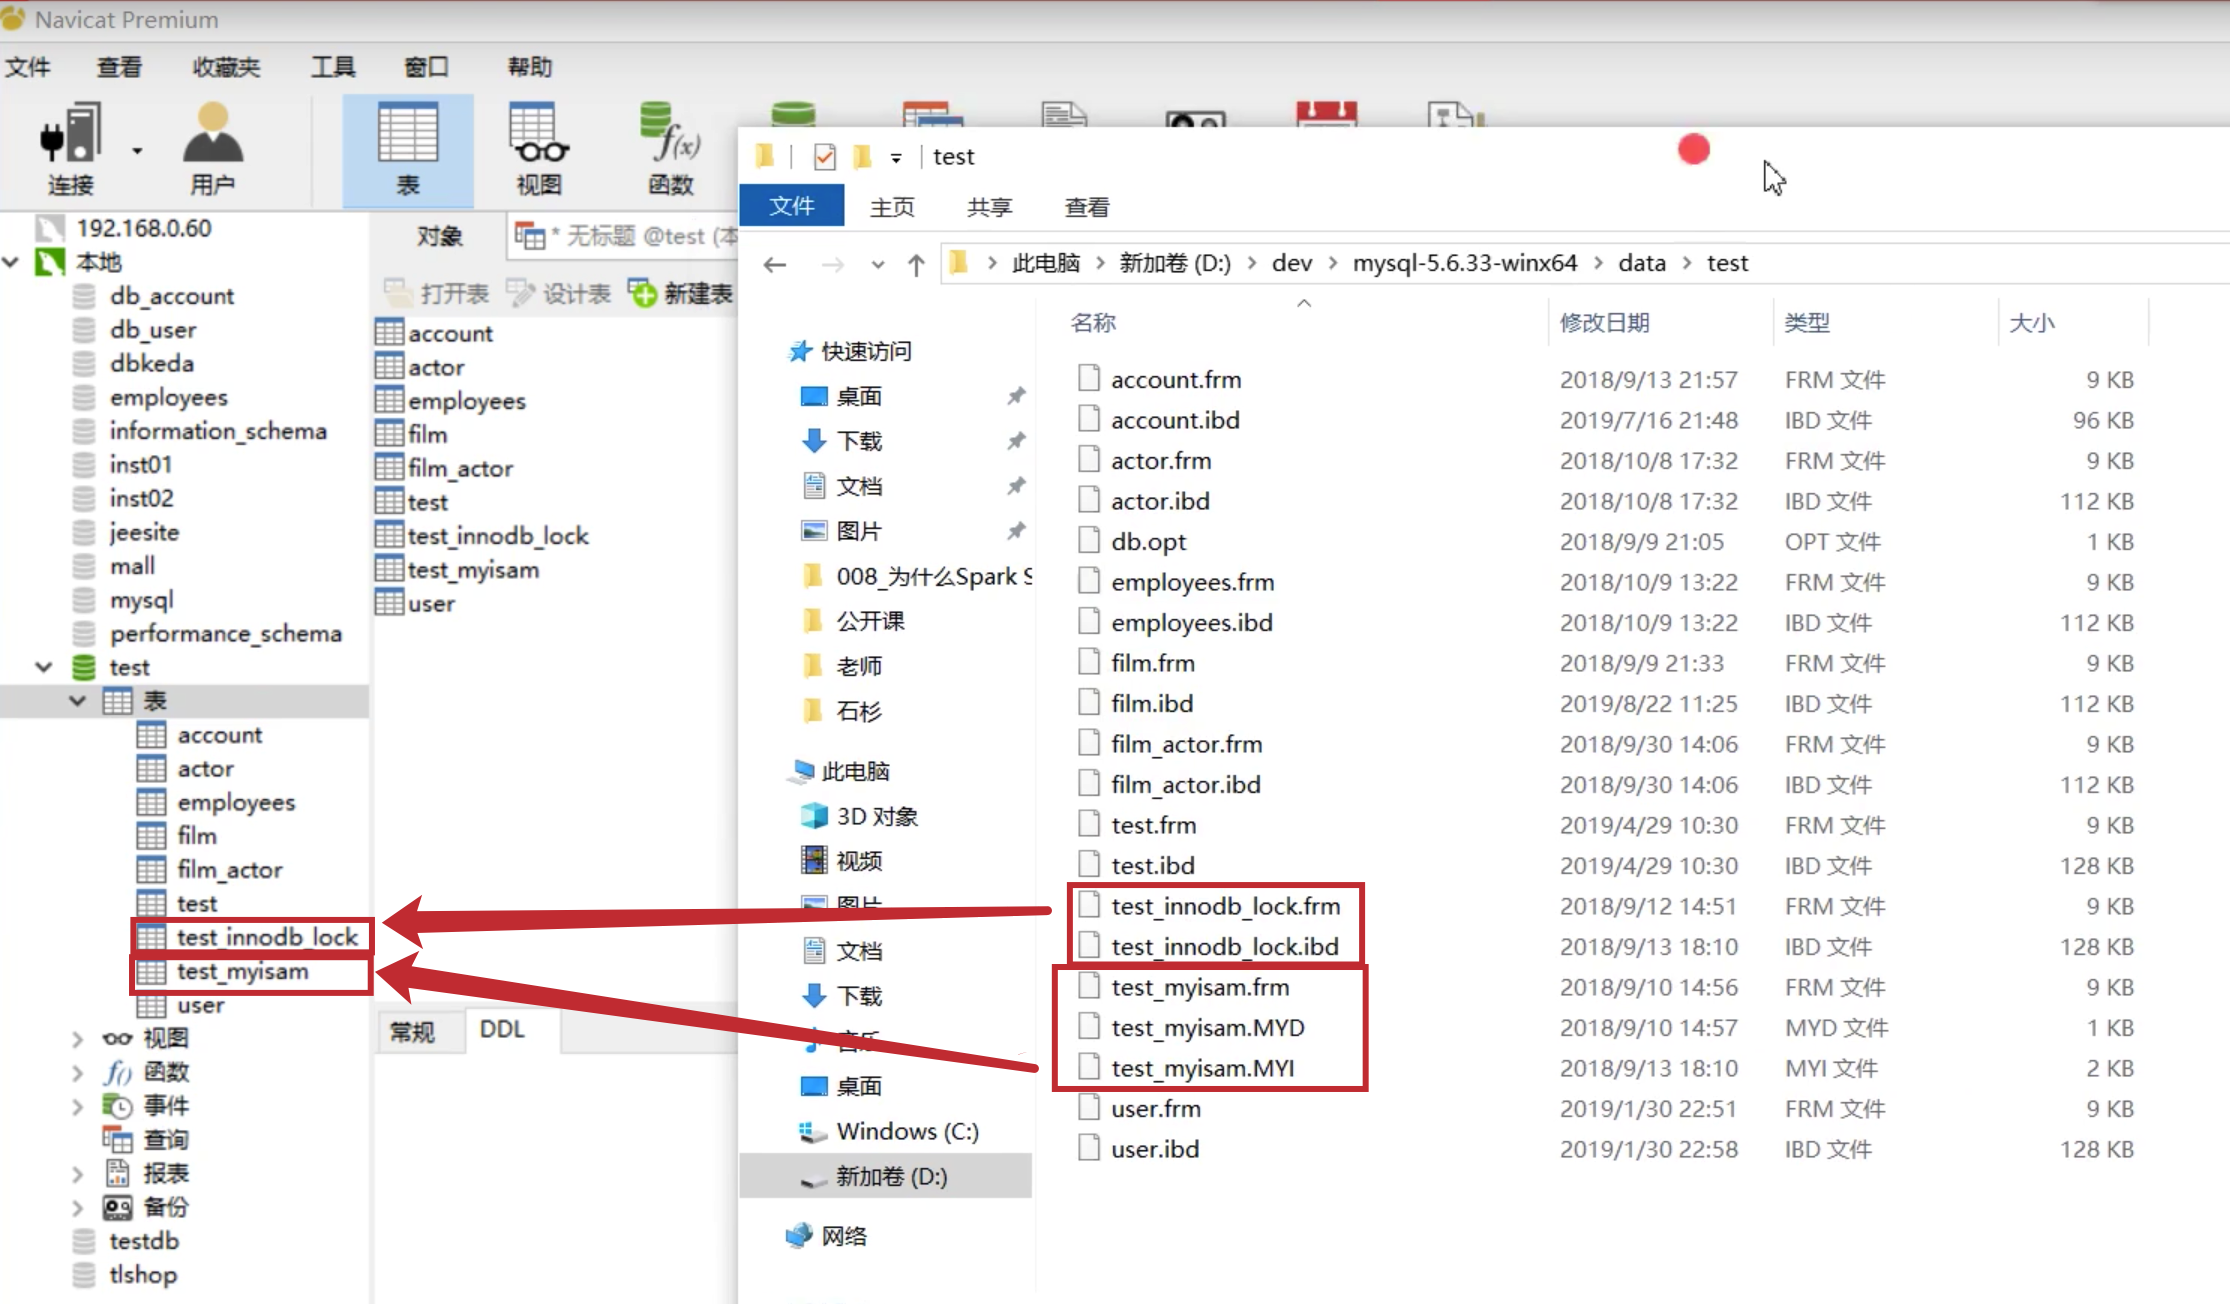 Navicat Premium
文件 查看 收藏夹 工具 窗口 帮助
连接 用户 表 视图 函数
192.168.0.60
本地
db_account
db_user
dbkeda
employees
information_schema
inst01
inst02
jeesite
mall
mysql
performance_schema
test
表
account
actor
employees
film
film_actor
test
test_innodb_lock
test_myisam
user
视图
函数
事件
查询
报表
备份
testdb
tlshop
对象 * 无标题 @test (本
打开表 设计表 新建表
account
actor
employees
film
film_actor
test
test_innodb_lock
test_myisam
user
常规 DDL
test
文件 主页 共享 查看
此电脑 新加卷 (D:) dev mysql-5.6.33-winx64 data test
快速访问
桌面
下载
文档
图片
008_为什么Spark S
公开课
老师
石杉
此电脑
3D 对象
视频
图片
文档
下载
音乐
桌面
Windows (C:)
新加卷 (D:)
网络
名称 修改日期 类型 大小
account.frm 2018/9/13 21:57 FRM 文件 9 KB
account.ibd 2019/7/16 21:48 IBD 文件 96 KB
actor.frm 2018/10/8 17:32 FRM 文件 9 KB
actor.ibd 2018/10/8 17:32 IBD 文件 112 KB
db.opt 2018/9/9 21:05 OPT 文件 1 KB
employees.frm 2018/10/9 13:22 FRM 文件 9 KB
employees.ibd 2018/10/9 13:22 IBD 文件 112 KB
film.frm 2018/9/9 21:33 FRM 文件 9 KB
film.ibd 2019/8/22 11:25 IBD 文件 112 KB
film_actor.frm 2018/9/30 14:06 FRM 文件 9 KB
film_actor.ibd 2018/9/30 14:06 IBD 文件 112 KB
test.frm 2019/4/29 10:30 FRM 文件 9 KB
test.ibd 2019/4/29 10:30 IBD 文件 128 KB
test_innodb_lock.frm 2018/9/12 14:51 FRM 文件 9 KB
test_innodb_lock.ibd 2018/9/13 18:10 IBD 文件 128 KB
test_myisam.frm 2018/9/10 14:56 FRM 文件 9 KB
test_myisam.MYD 2018/9/10 14:57 MYD 文件 1 KB
test_myisam.MYI 2018/9/13 18:10 MYI 文件 2 KB
user.frm 2019/1/30 22:51 FRM 文件 9 KB
user.ibd 2019/1/30 22:58 IBD 文件 128 KB